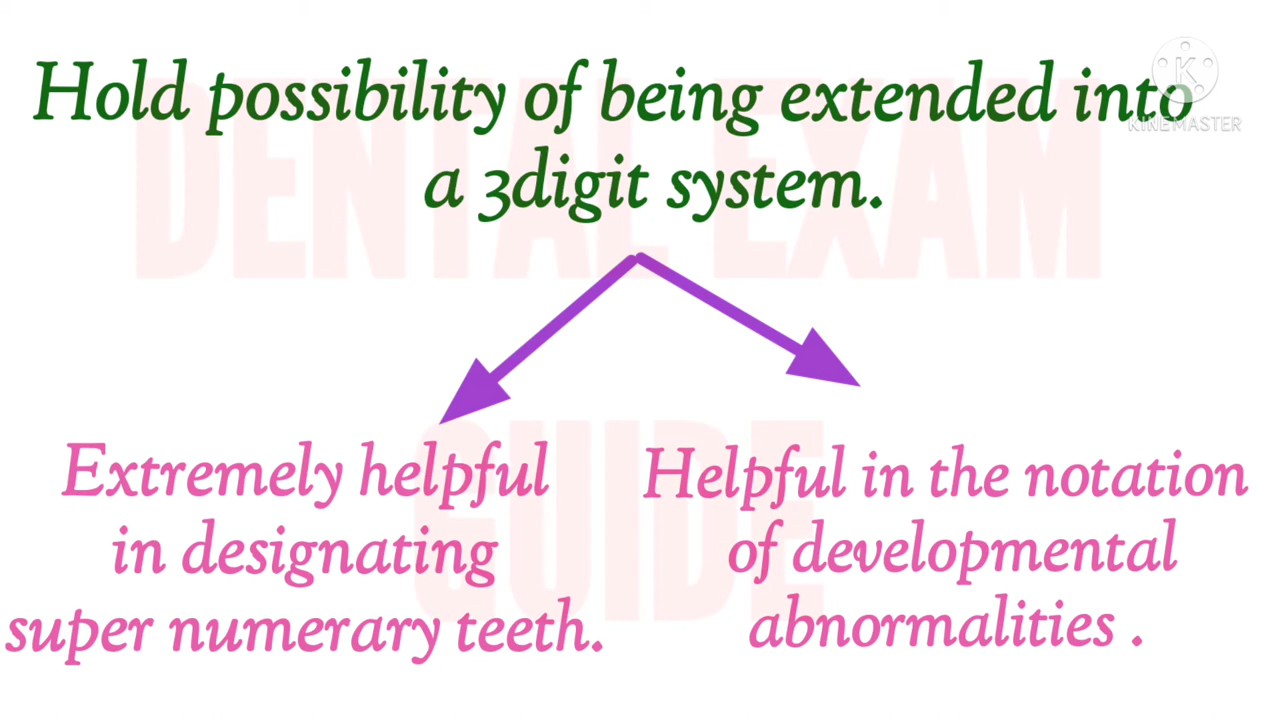 Hold possibility of being extended into
a 3digit system.
Extremely helpful
in designating
super numerary teeth.
Helpful in the notation
of developmental
abnormalities .
DENTAL EXAM
GUIDE
K
KINEMASTER